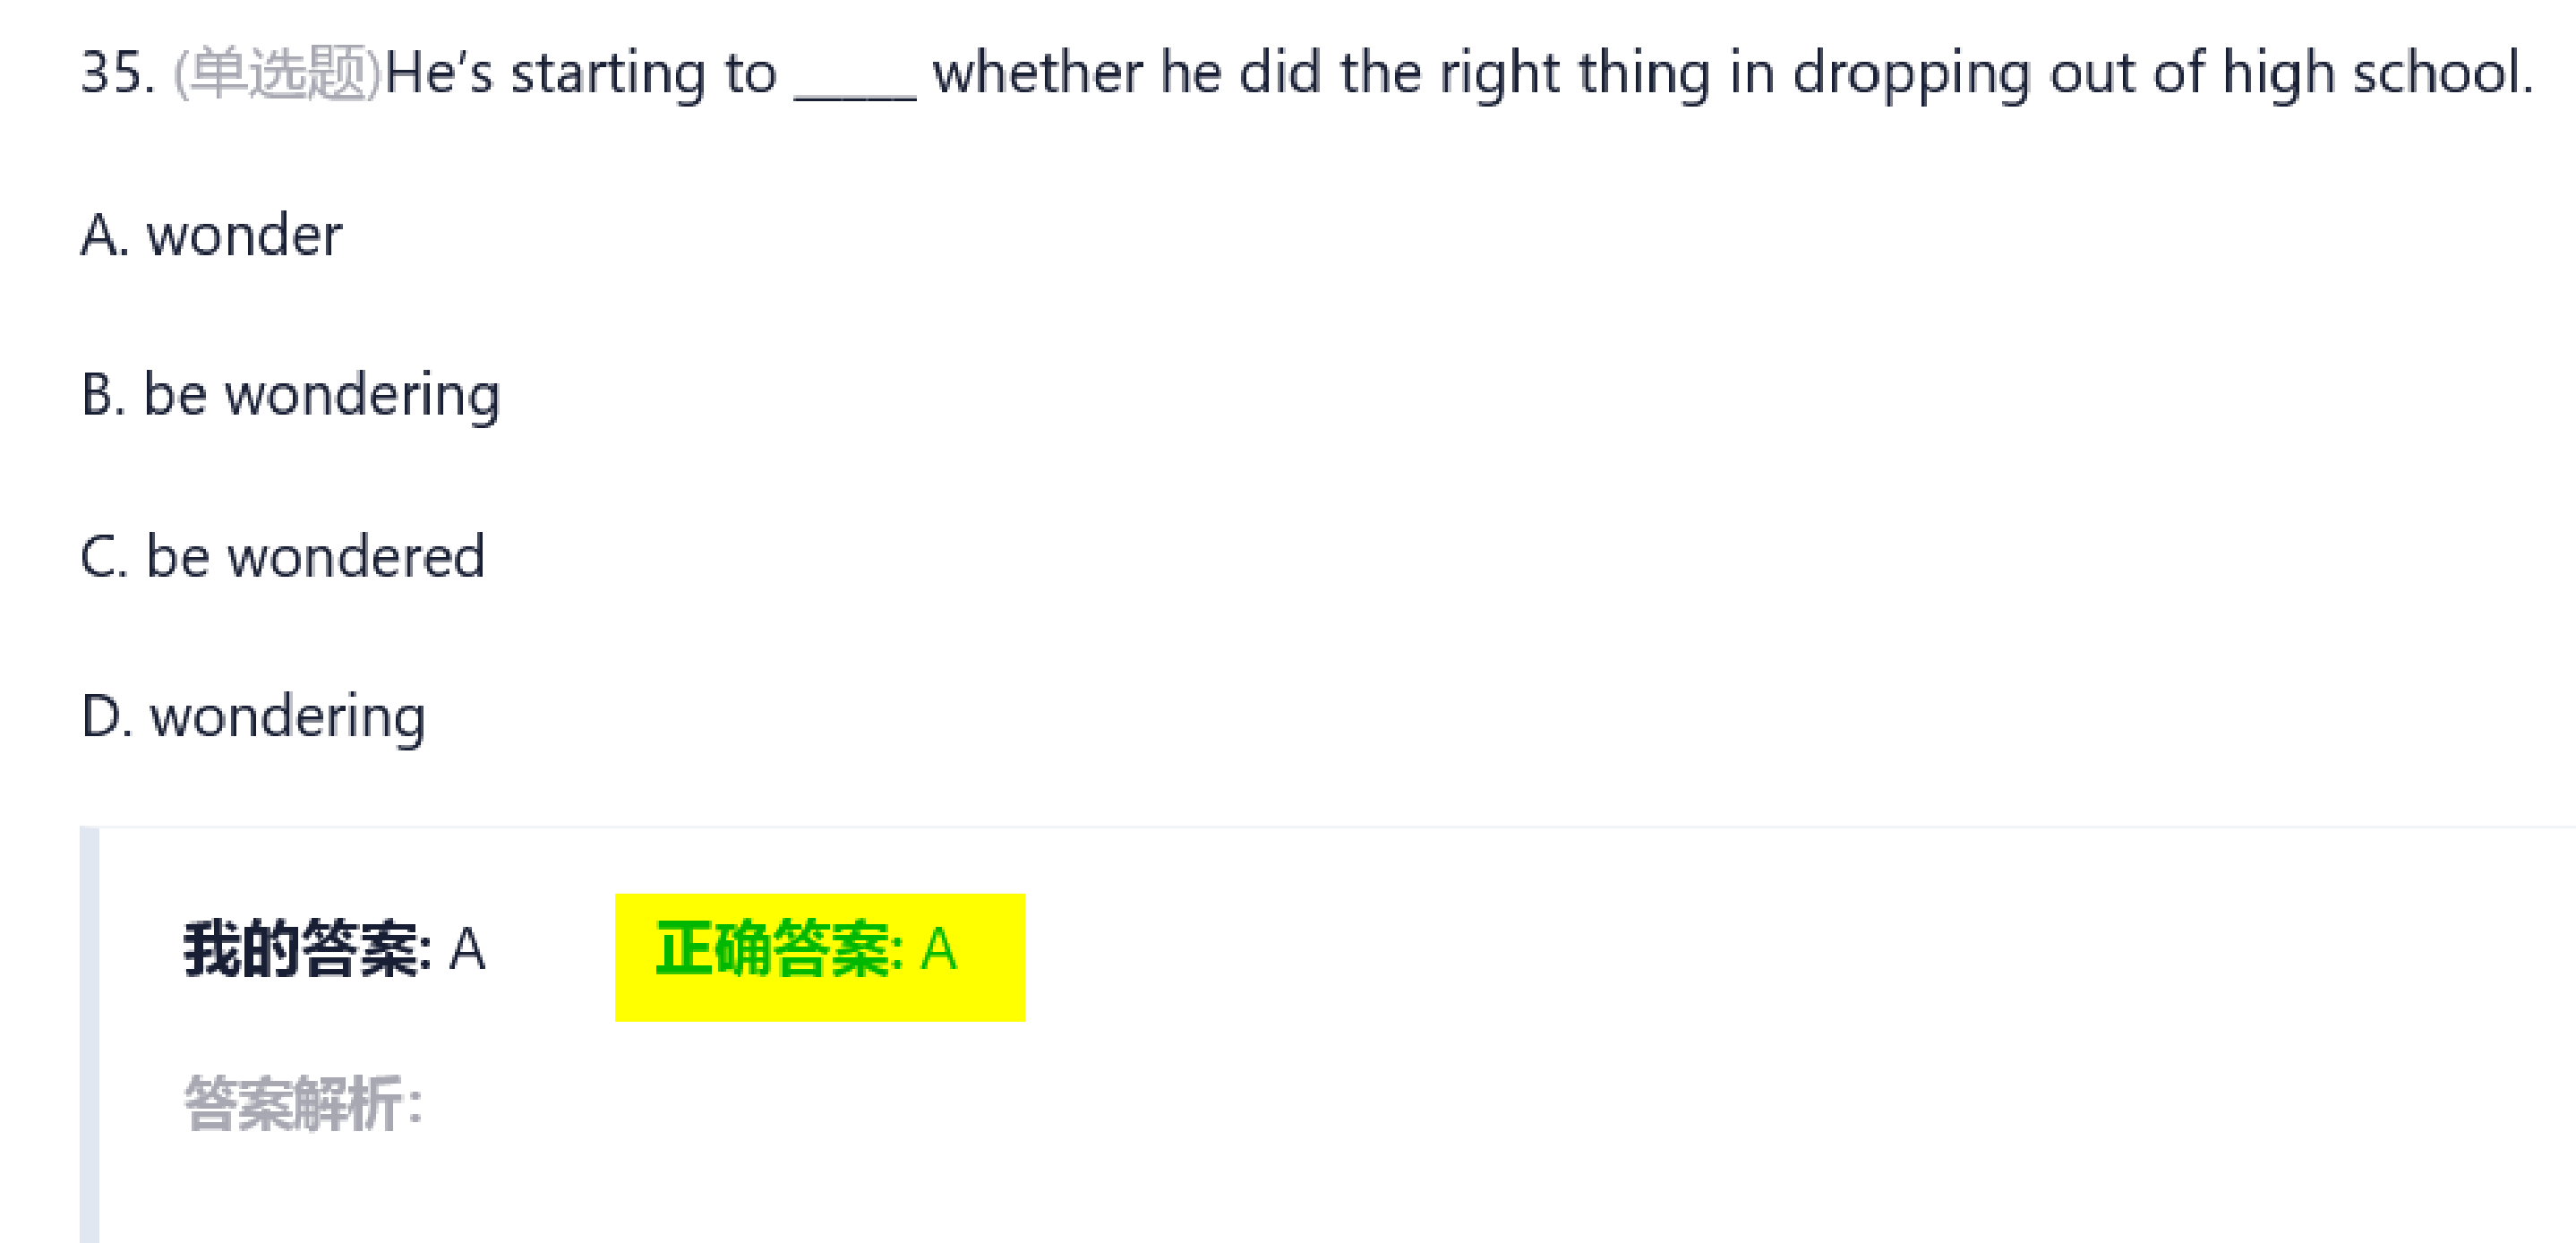 35. (单选题)He's starting to _____ whether he did the right thing in dropping out of high school.
A. wonder
B. be wondering
C. be wondered
D. wondering
我的答案: A 正确答案: A
答案解析: